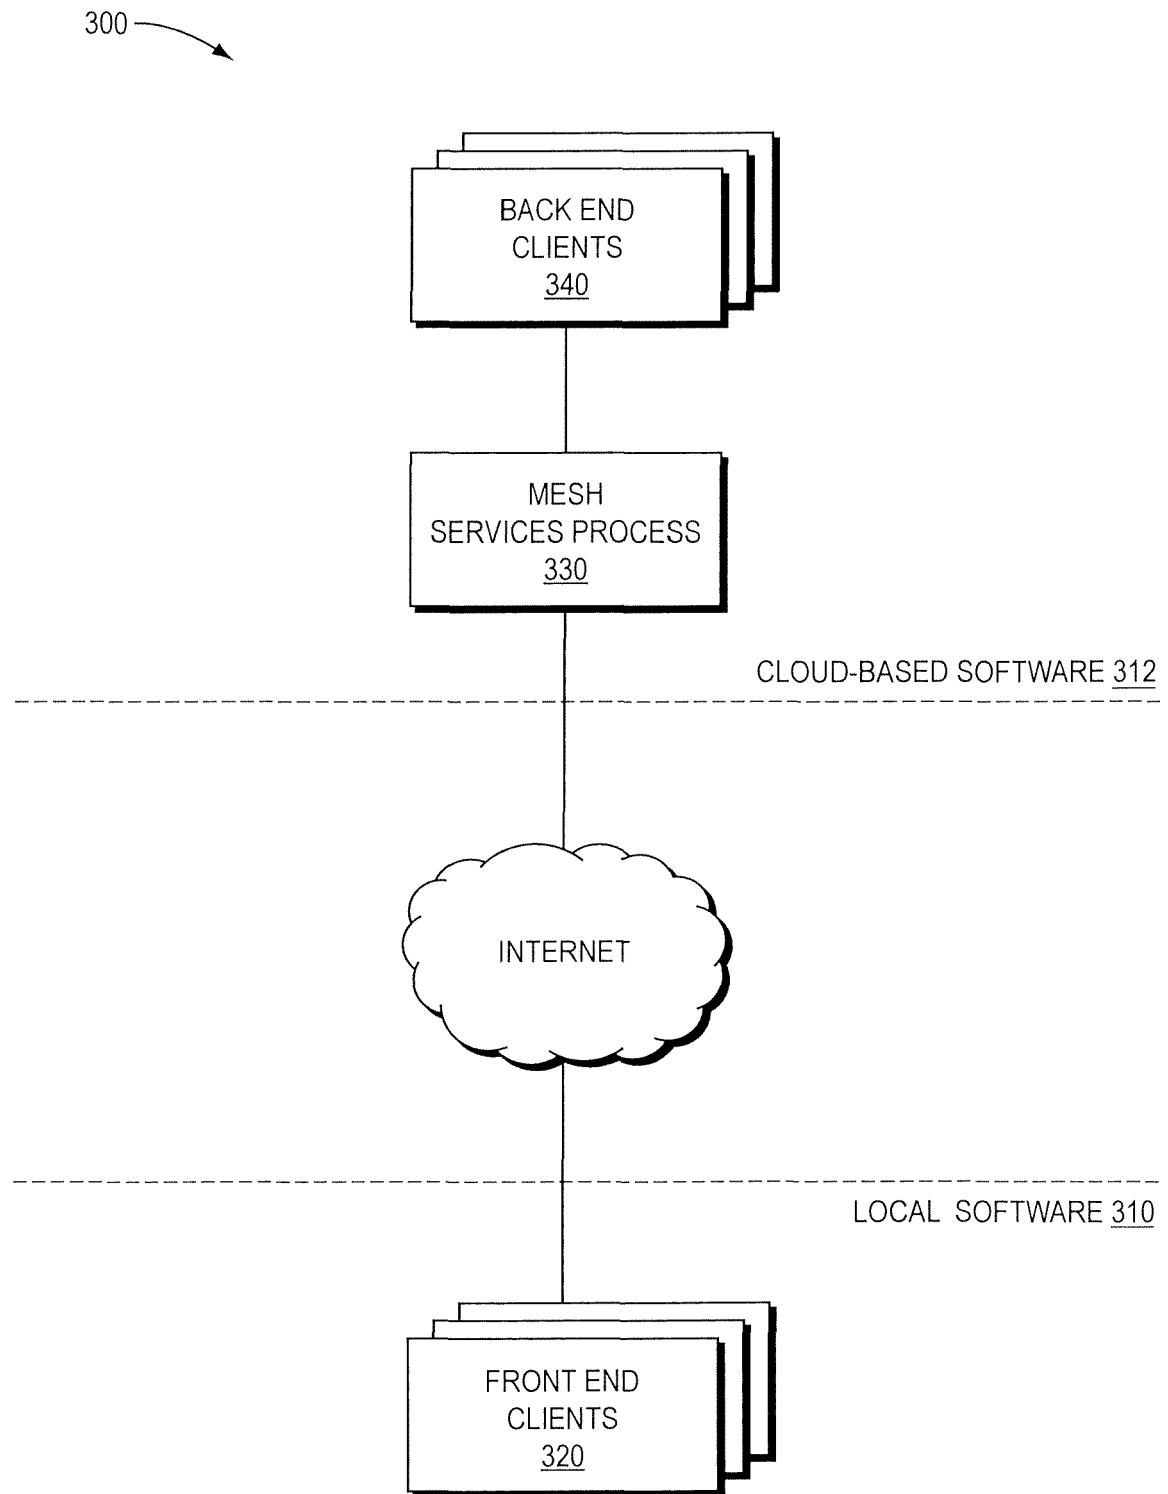 300
BACK END
CLIENTS
340
MESH
SERVICES PROCESS
330
CLOUD-BASED SOFTWARE 312
INTERNET
LOCAL SOFTWARE 310
FRONT END
CLIENTS
320